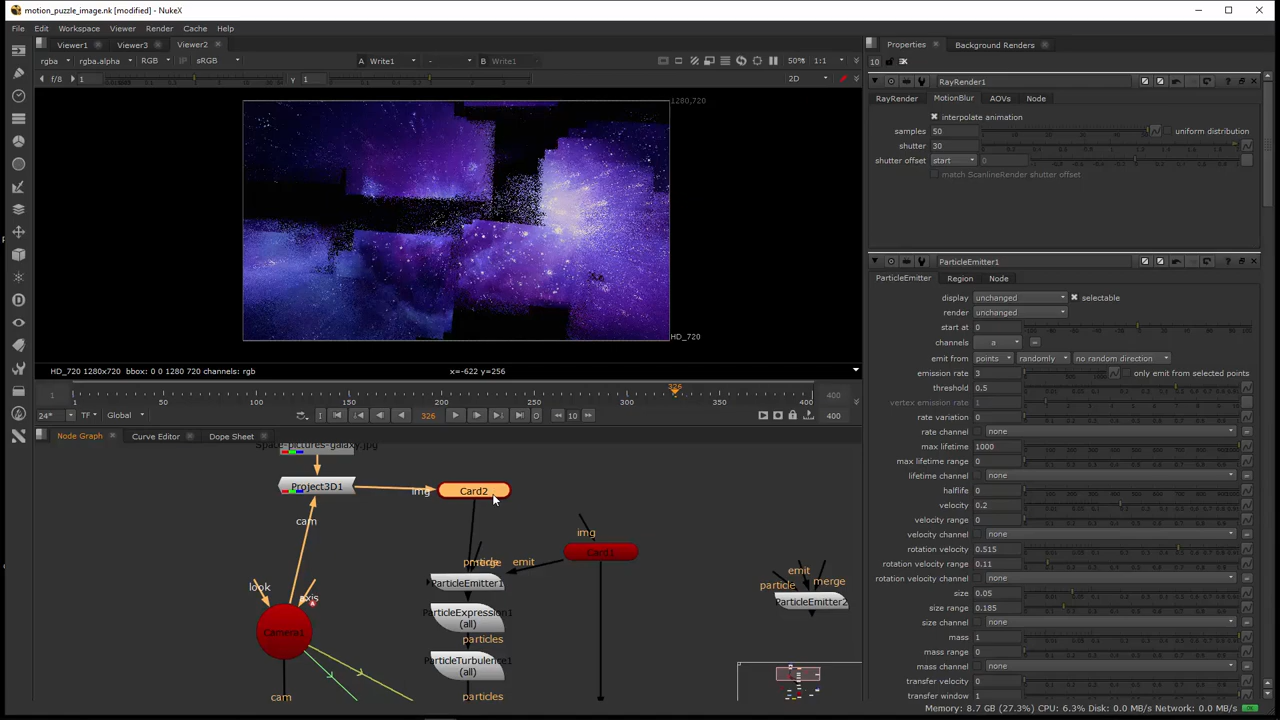 motion_puzzle_image.nk [modified] - NukeX
File Edit Workspace Viewer Render Cache Help
Viewer1 Viewer3 Viewer2
rgba rgba.alpha RGB IP sRGB A Write1 - B Write1 50% 1:1
f/8 1 Y 1 2D
1280,720
HD_720
HD_720 1280x720 bbox: 0 0 1280 720 channels: rgb x=-622 y=256
1 1 50 100 150 200 250 300 326 400 400
24* TF Global 326 10 400
Node Graph Curve Editor Dope Sheet
Space-pictures-galaxy.jpg
Project3D1
img
Card2
cam
img
Card1
emit
look
axis
ParticleEmitter1
ParticleExpression1
(all)
particles
ParticleTurbulence1
(all)
particles
Camera1
cam
emit
particle merge
ParticleEmitter2
Properties Background Renders
10
RayRender1
RayRender MotionBlur AOVs Node
interpolate animation
samples 50 uniform distribution
shutter 30
shutter offset start 0
match ScanlineRender shutter offset
ParticleEmitter1
ParticleEmitter Region Node
display unchanged selectable
render unchanged
start at 0
channels a
emit from points randomly no random direction
emission rate 3 only emit from selected points
threshold 0.5
vertex emission rate 1
rate variation 0
rate channel none
max lifetime 1000
max lifetime range 0
lifetime channel none
halflife 0
velocity 0.2
velocity range 0
velocity channel none
rotation velocity 0.515
rotation velocity range 0.11
rotation velocity channel none
size 0.05
size range 0.185
size channel none
mass 1
mass range 0
mass channel none
transfer velocity 0
transfer window 1
Memory: 8.7 GB (27.3%) CPU: 6.3% Disk: 0.0 MB/s Network: 0.0 MB/s